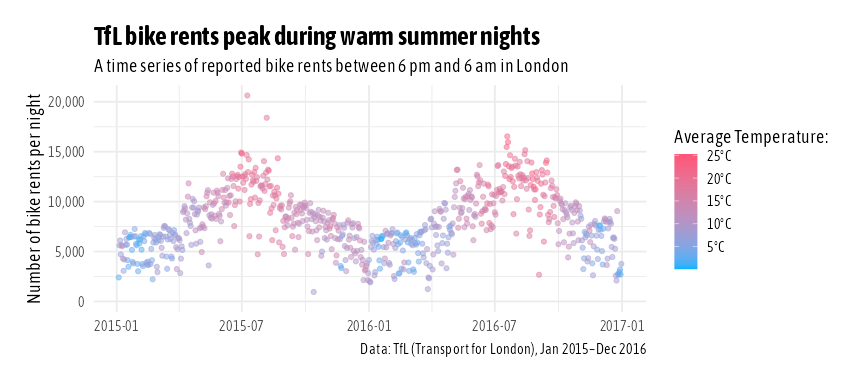 TfL bike rents peak during warm summer nights
A time series of reported bike rents between 6 pm and 6 am in London
Number of bike rents per night
20,000
15,000
10,000
5,000
0
2015-01
2015-07
2016-01
2016-07
2017-01
Average Temperature:
25°C
20°C
15°C
10°C
5°C
Data: TfL (Transport for London), Jan 2015–Dec 2016